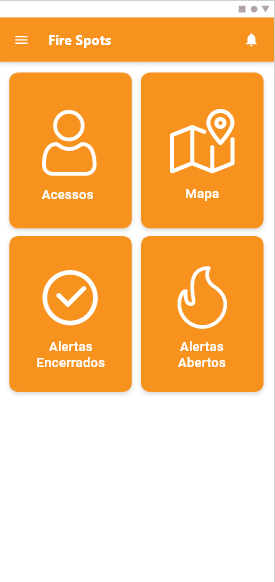 Fire Spots
Acessos
Mapa
Alertas
Encerrados
Alertas
Abertos